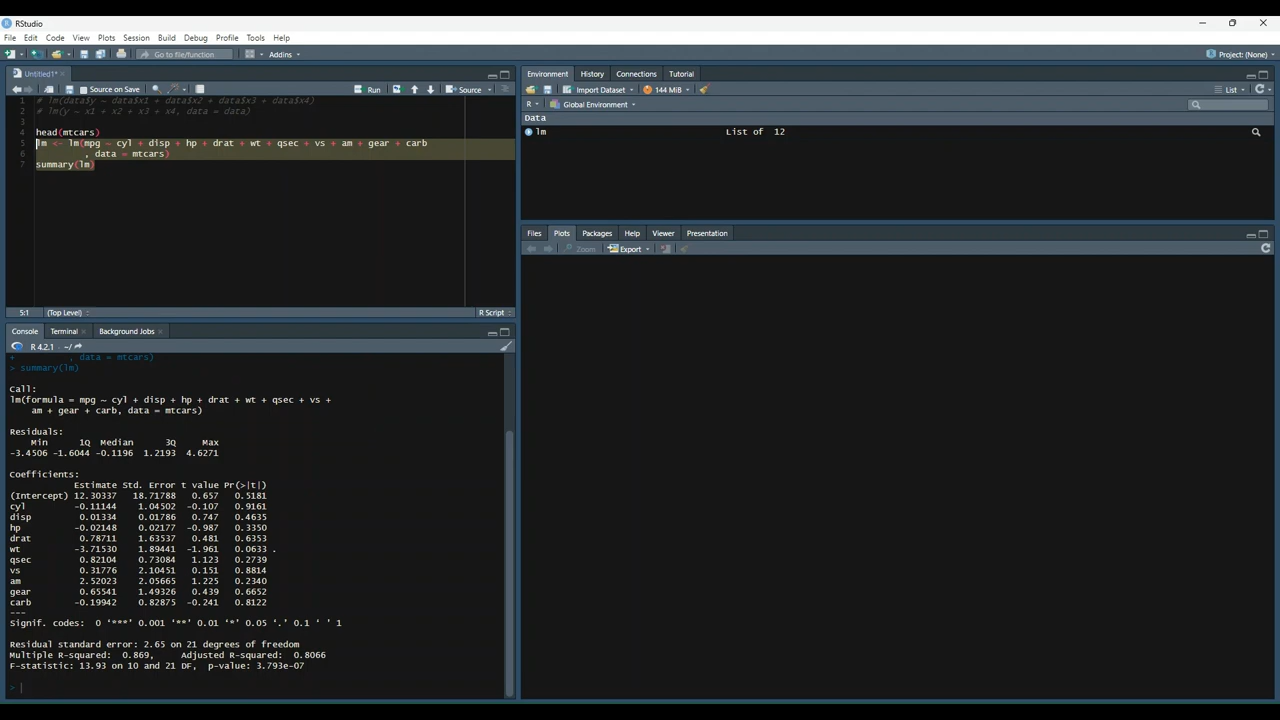 RStudio
File Edit Code View Plots Session Build Debug Profile Tools Help
Go to file/function Addins Project: (None)
Untitled1*
Source on Save Run Source
1 # lm(data$y ~ data$x1 + data$x2 + data$x3 + data$x4)
2 # lm(y ~ x1 + x2 + x3 + x4, data = data)
3
4 head(mtcars)
5 lm <- lm(mpg ~ cyl + disp + hp + drat + wt + qsec + vs + am + gear + carb
6 , data = mtcars)
7 summary(lm)
5:1 (Top Level) R Script
Console Terminal Background Jobs
R 4.2.1 · ~/
+ , data = mtcars)
> summary(lm)
Call:
lm(formula = mpg ~ cyl + disp + hp + drat + wt + qsec + vs +
am + gear + carb, data = mtcars)
Residuals:
Min 1Q Median 3Q Max
-3.4506 -1.6044 -0.1196 1.2193 4.6271
Coefficients:
Estimate Std. Error t value Pr(>|t|)
(Intercept) 12.30337 18.71788 0.657 0.5181
cyl -0.11144 1.04502 -0.107 0.9161
disp 0.01334 0.01786 0.747 0.4635
hp -0.02148 0.02177 -0.987 0.3350
drat 0.78711 1.63537 0.481 0.6353
wt -3.71530 1.89441 -1.961 0.0633 .
qsec 0.82104 0.73084 1.123 0.2739
vs 0.31776 2.10451 0.151 0.8814
am 2.52023 2.05665 1.225 0.2340
gear 0.65541 1.49326 0.439 0.6652
carb -0.19942 0.82875 -0.241 0.8122
---
Signif. codes: 0 ‘***’ 0.001 ‘**’ 0.01 ‘*’ 0.05 ‘.’ 0.1 ‘ ’ 1
Residual standard error: 2.65 on 21 degrees of freedom
Multiple R-squared: 0.869, Adjusted R-squared: 0.8066
F-statistic: 13.93 on 10 and 21 DF, p-value: 3.793e-07
>
Environment History Connections Tutorial
Import Dataset 144 MiB List
R Global Environment
Data
lm List of 12
Files Plots Packages Help Viewer Presentation
Zoom Export